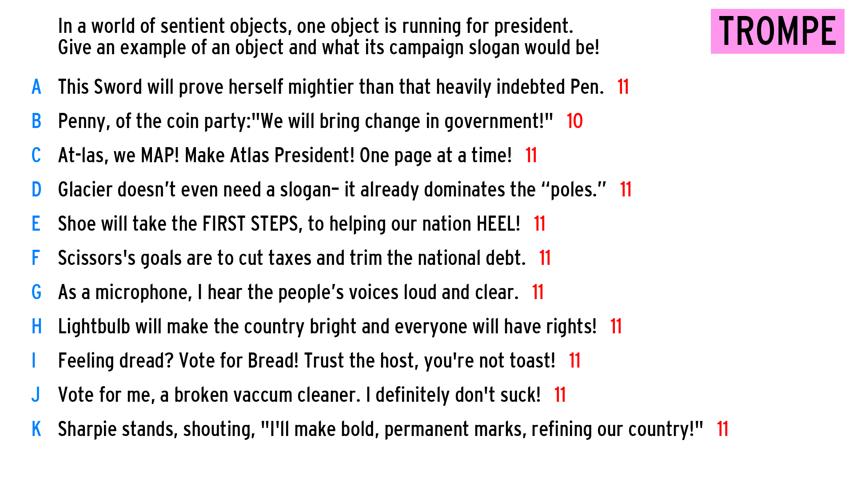 In a world of sentient objects, one object is running for president.
Give an example of an object and what its campaign slogan would be!
TROMPE
A This Sword will prove herself mightier than that heavily indebted Pen. 11
B Penny, of the coin party:"We will bring change in government!" 10
C At-las, we MAP! Make Atlas President! One page at a time! 11
D Glacier doesn't even need a slogan– it already dominates the “poles.” 11
E Shoe will take the FIRST STEPS, to helping our nation HEEL! 11
F Scissors's goals are to cut taxes and trim the national debt. 11
G As a microphone, I hear the people’s voices loud and clear. 11
H Lightbulb will make the country bright and everyone will have rights! 11
I Feeling dread? Vote for Bread! Trust the host, you're not toast! 11
J Vote for me, a broken vaccum cleaner. I definitely don't suck! 11
K Sharpie stands, shouting, "I'll make bold, permanent marks, refining our country!" 11